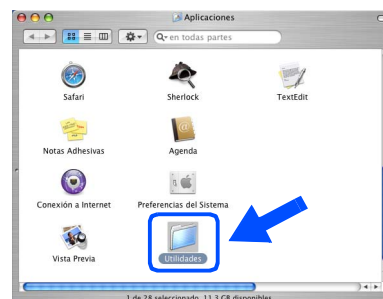 Aplicaciones
en todas partes
Safari Sherlock TextEdit
Notas Adhesivas Agenda
Conexión a Internet Preferencias del Sistema
Vista Previa Utilidades
1 de 28 seleccionado, 11,3 GB disponibles